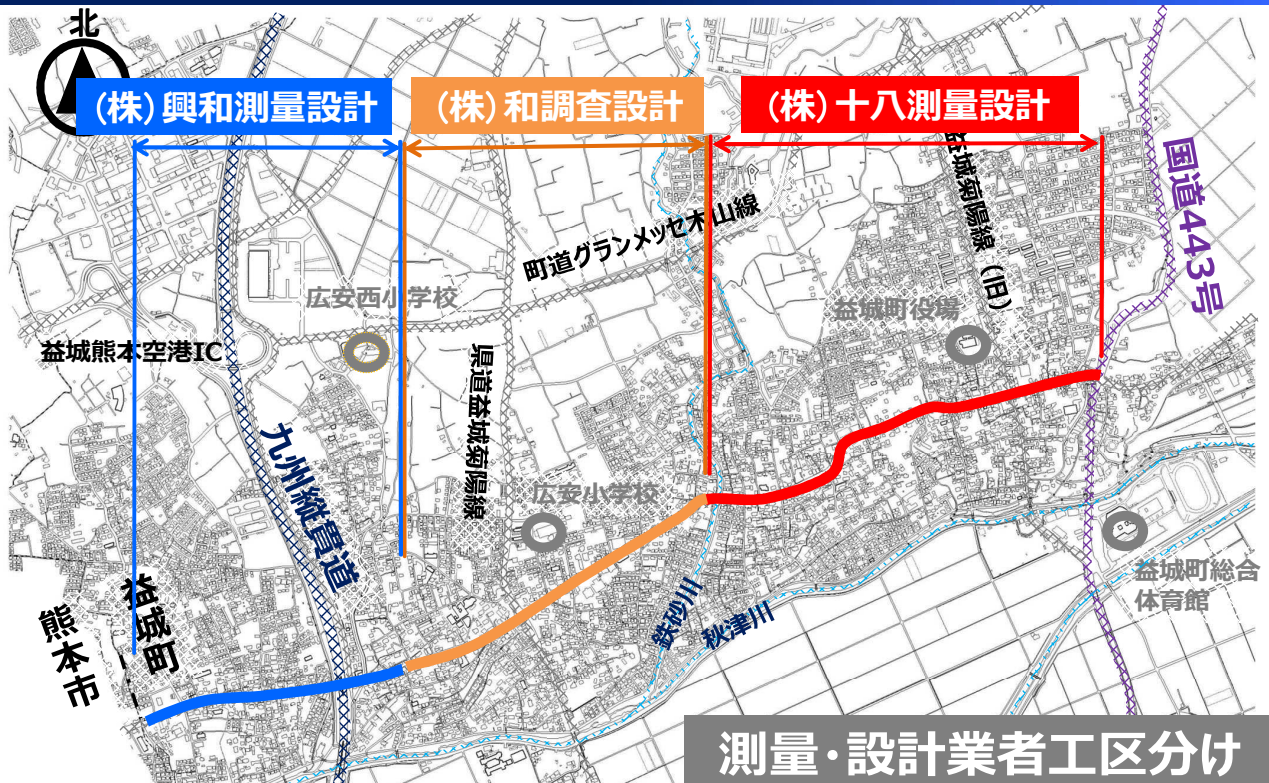 北
(株)興和測量設計
(株)和調査設計
(株)十八測量設計
国道443号
益城菊陽線(旧)
町道グランメッセ木山線
広安西小学校
益城町役場
益城熊本空港IC
県道益城菊陽線
九州縦貫道
広安小学校
益城町総合
体育館
益城町
熊本市
鉄砂川
秋津川
測量・設計業者工区分け